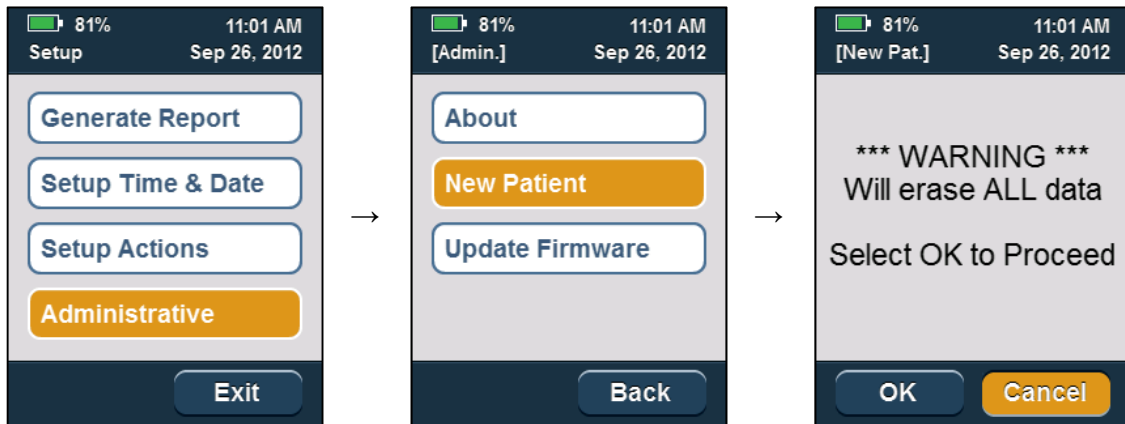 81% 11:01 AM
Setup Sep 26, 2012
Generate Report
Setup Time & Date
Setup Actions
Administrative
Exit
→
81% 11:01 AM
[Admin.] Sep 26, 2012
About
New Patient
Update Firmware
Back
→
81% 11:01 AM
[New Pat.] Sep 26, 2012
*** WARNING ***
Will erase ALL data
Select OK to Proceed
OK Cancel